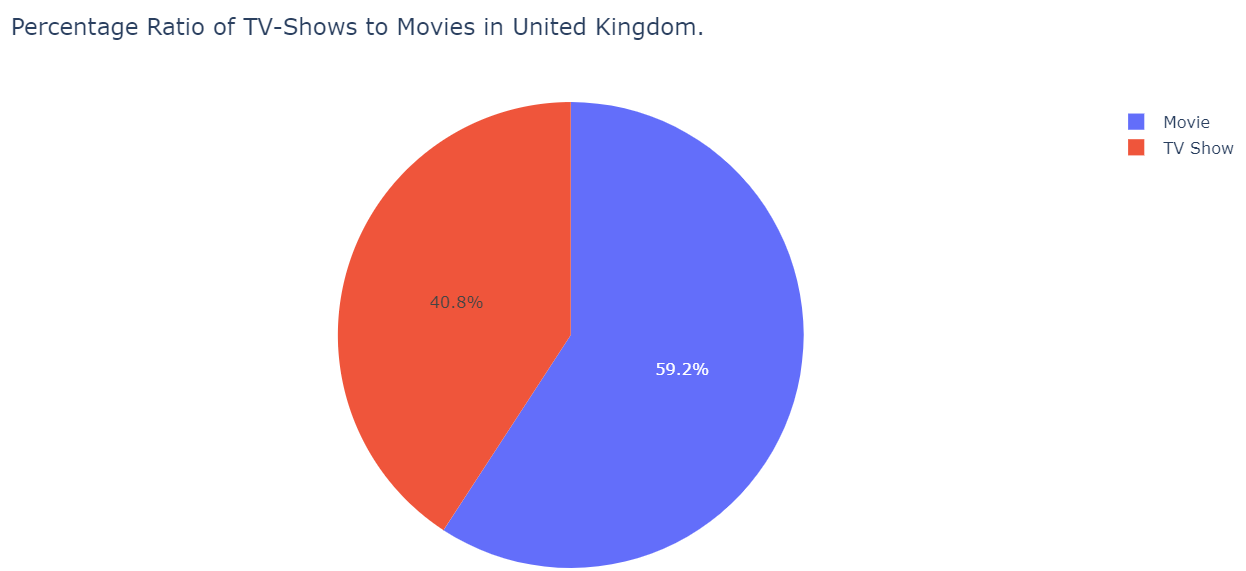 Percentage Ratio of TV-Shows to Movies in United Kingdom.
Movie
TV Show
40.8%
59.2%